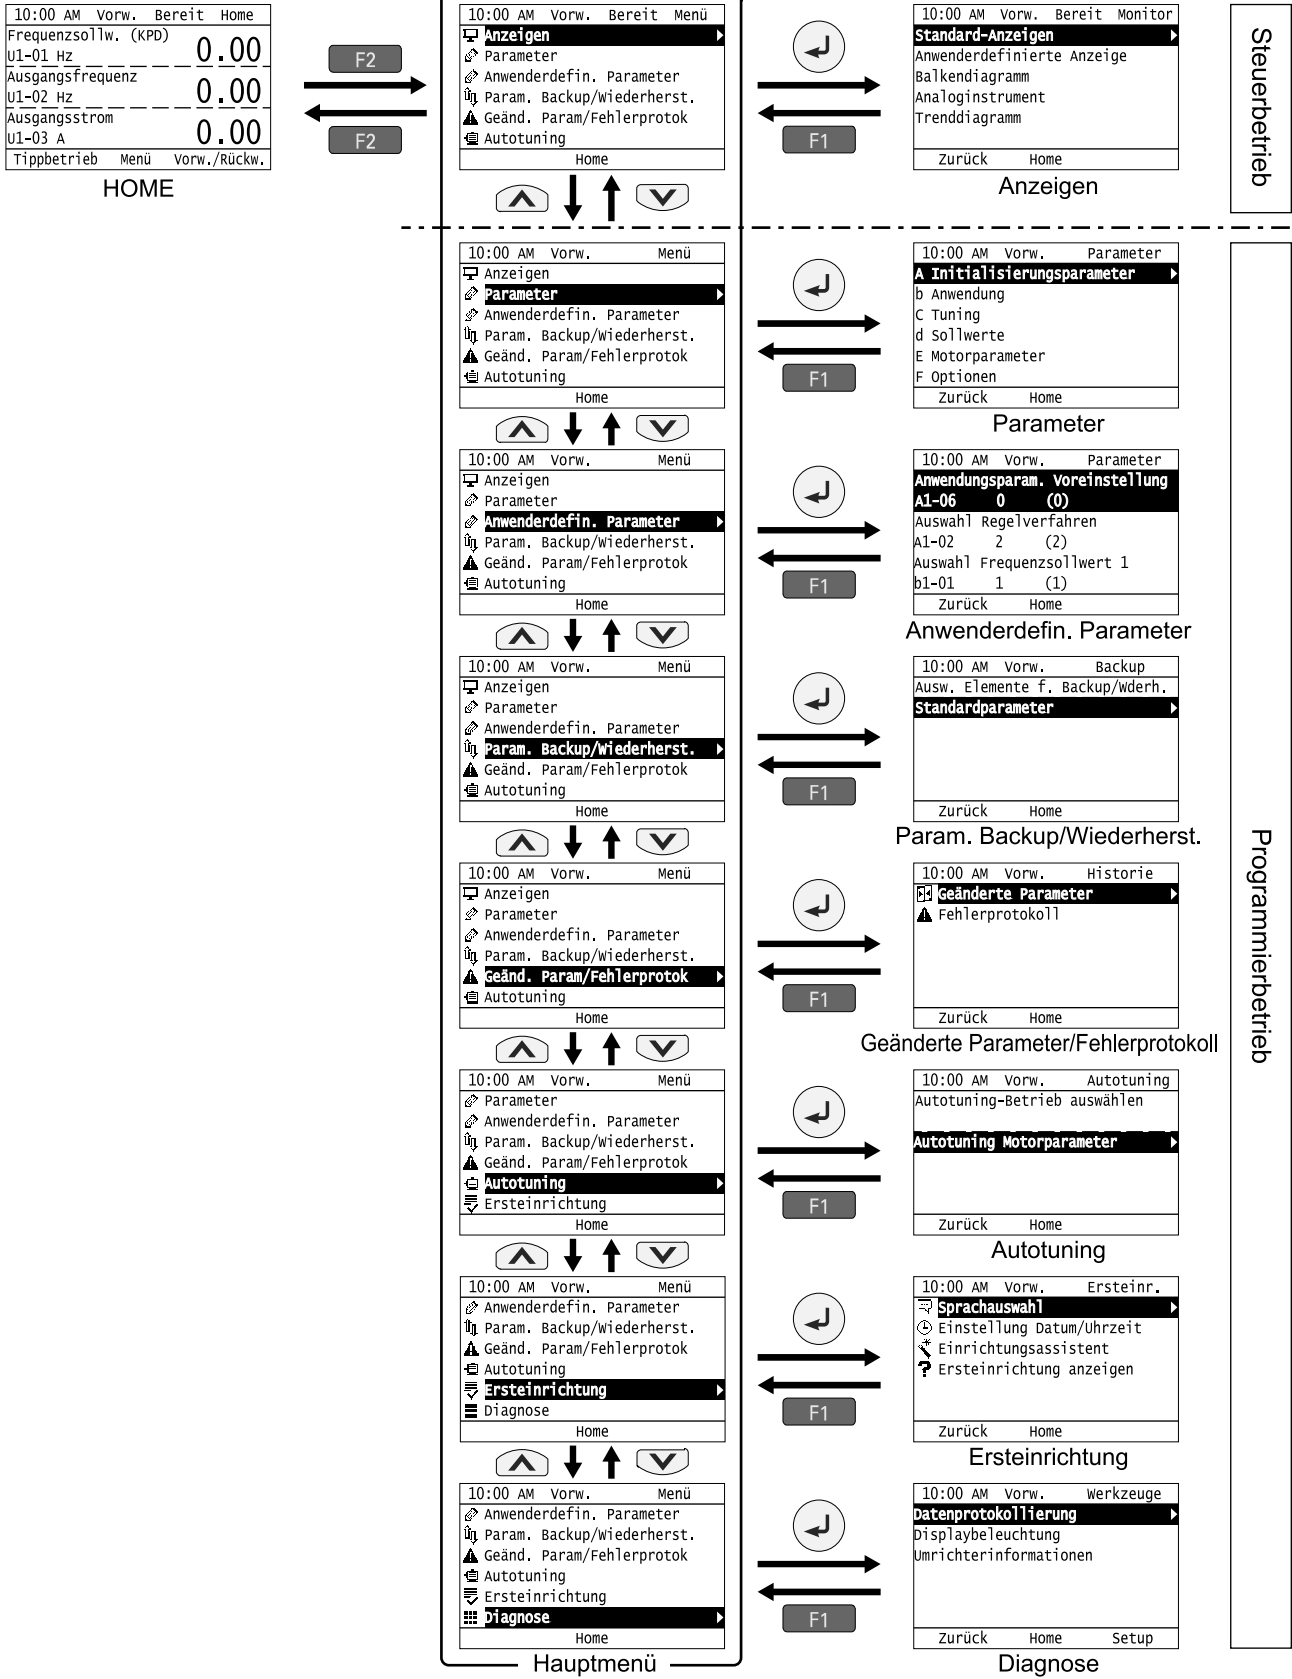 10:00 AM Vorw. Bereit Home
Frequenzsollw. (KPD)
U1-01 Hz 0.00
Ausgangsfrequenz
U1-02 Hz 0.00
Ausgangsstrom
U1-03 A 0.00
Tippbetrieb Menü Vorw./Rückw.
HOME
F2
F2
10:00 AM Vorw. Bereit Menü
Anzeigen
Parameter
Anwenderdefin. Parameter
Param. Backup/Wiederherst.
Geänd. Param/Fehlerprotok
Autotuning
Home
F1
10:00 AM Vorw. Bereit Monitor
Standard-Anzeigen
Anwenderdefinierte Anzeige
Balkendiagramm
Analoginstrument
Trenddiagramm
Zurück Home
Anzeigen
Steuerbetrieb
10:00 AM Vorw. Menü
Anzeigen
Parameter
Anwenderdefin. Parameter
Param. Backup/Wiederherst.
Geänd. Param/Fehlerprotok
Autotuning
Home
F1
10:00 AM Vorw. Parameter
A Initialisierungsparameter
b Anwendung
C Tuning
d Sollwerte
E Motorparameter
F Optionen
Zurück Home
Parameter
10:00 AM Vorw. Menü
Anzeigen
Parameter
Anwenderdefin. Parameter
Param. Backup/Wiederherst.
Geänd. Param/Fehlerprotok
Autotuning
Home
F1
10:00 AM Vorw. Parameter
Anwendungsparam. Voreinstellung
A1-06 0 (0)
Auswahl Regelverfahren
A1-02 2 (2)
Auswahl Frequenzsollwert 1
b1-01 1 (1)
Zurück Home
Anwenderdefin. Parameter
10:00 AM Vorw. Menü
Anzeigen
Parameter
Anwenderdefin. Parameter
Param. Backup/Wiederherst.
Geänd. Param/Fehlerprotok
Autotuning
Home
F1
10:00 AM Vorw. Backup
Ausw. Elemente f. Backup/Wderh.
Standardparameter
Zurück Home
Param. Backup/Wiederherst.
10:00 AM Vorw. Menü
Anzeigen
Parameter
Anwenderdefin. Parameter
Param. Backup/Wiederherst.
Geänd. Param/Fehlerprotok
Autotuning
Home
F1
10:00 AM Vorw. Historie
Geänderte Parameter
Fehlerprotokoll
Zurück Home
Geänderte Parameter/Fehlerprotokoll
10:00 AM Vorw. Menü
Parameter
Anwenderdefin. Parameter
Param. Backup/Wiederherst.
Geänd. Param/Fehlerprotok
Autotuning
Ersteinrichtung
Home
F1
10:00 AM Vorw. Autotuning
Autotuning-Betrieb auswählen
Autotuning Motorparameter
Zurück Home
Autotuning
10:00 AM Vorw. Menü
Anwenderdefin. Parameter
Param. Backup/Wiederherst.
Geänd. Param/Fehlerprotok
Autotuning
Ersteinrichtung
Diagnose
Home
F1
10:00 AM Vorw. Ersteinr.
Sprachauswahl
Einstellung Datum/Uhrzeit
Einrichtungsassistent
Ersteinrichtung anzeigen
Zurück Home
Ersteinrichtung
10:00 AM Vorw. Menü
Anwenderdefin. Parameter
Param. Backup/Wiederherst.
Geänd. Param/Fehlerprotok
Autotuning
Ersteinrichtung
Diagnose
Home
Hauptmenü
F1
10:00 AM Vorw. Werkzeuge
Datenprotokollierung
Displaybeleuchtung
Umrichterinformationen
Zurück Home Setup
Diagnose
Programmierbetrieb